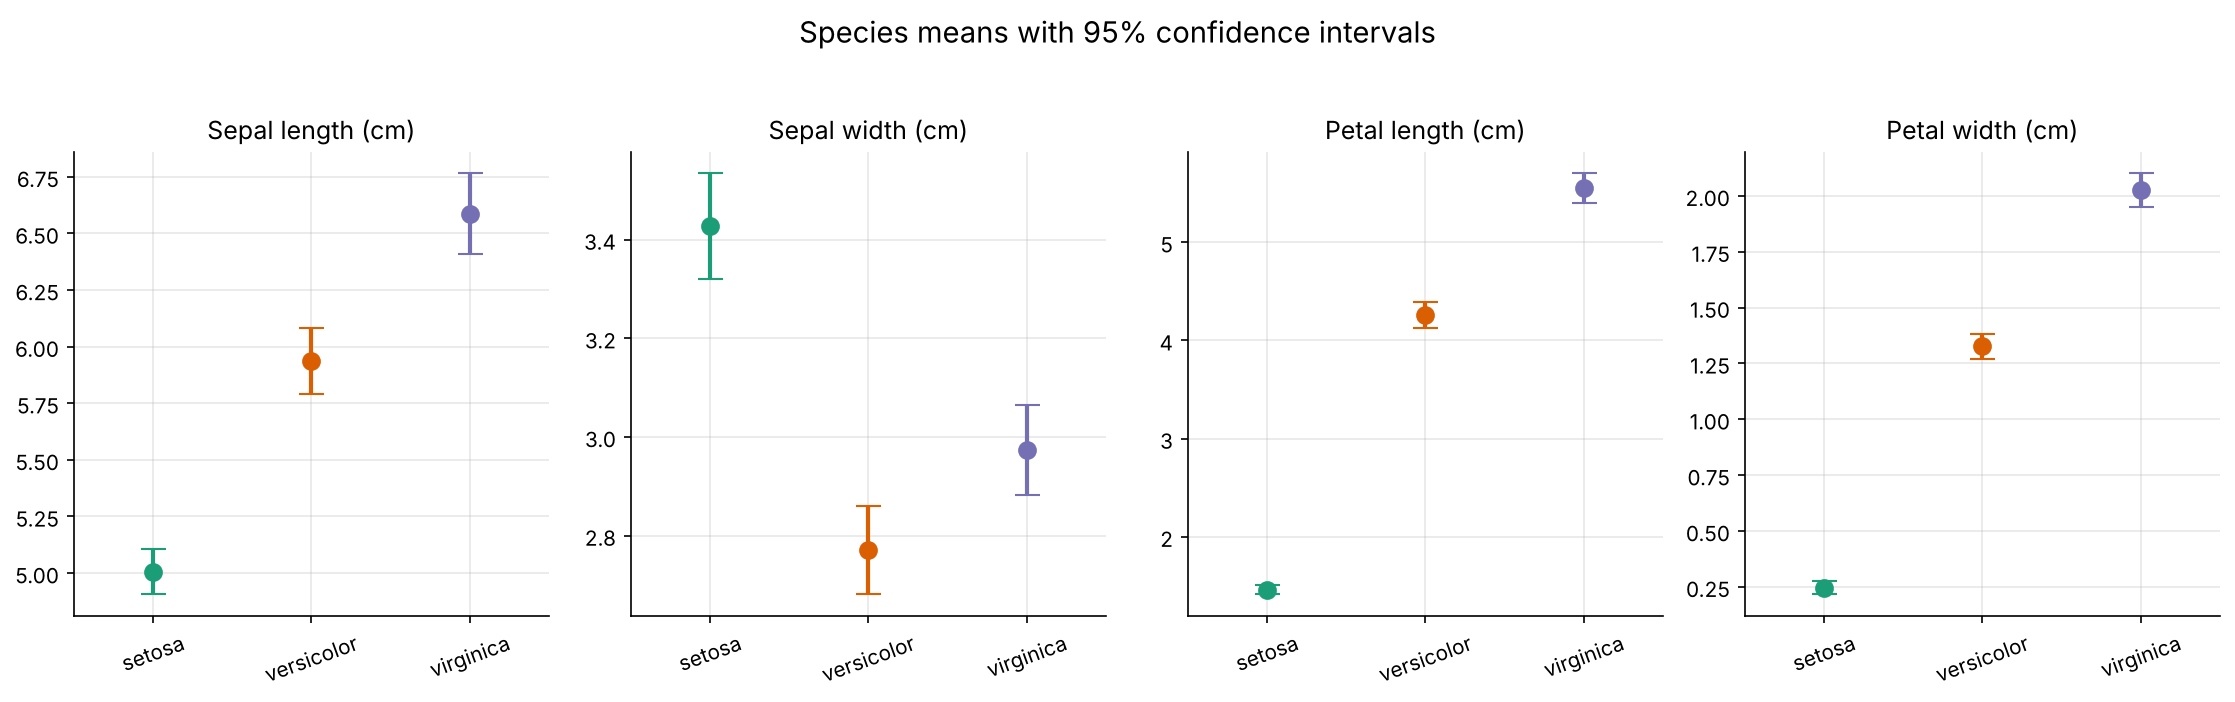 Species means with 95% confidence intervals
Sepal length (cm)
6.75
6.50
6.25
6.00
5.75
5.50
5.25
5.00
setosa
versicolor
virginica
Sepal width (cm)
3.4
3.2
3.0
2.8
setosa
versicolor
virginica
Petal length (cm)
5
4
3
2
setosa
versicolor
virginica
Petal width (cm)
2.00
1.75
1.50
1.25
1.00
0.75
0.50
0.25
setosa
versicolor
virginica